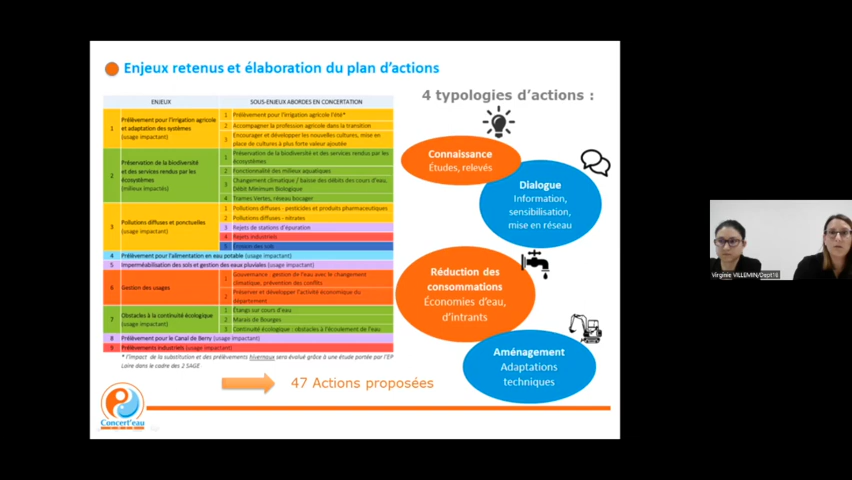 Enjeux retenus et élaboration du plan d'actions
ENJEUX
SOUS-ENJEUX ABORDES EN CONCERTATION
1 Prélèvement pour l'irrigation agricole
et adaptation des systèmes
(usage impactant)
1 Prélèvement pour l'irrigation agricole l'été*
2 Accompagner la profession agricole dans la transition
3 Encourager et développer les nouvelles cultures, mise en
place de cultures à plus forte valeur ajoutée
2 Préservation de la biodiversité
et des services rendus par les
écosystèmes
(milieux impactés)
1 Préservation de la biodiversité et des services rendus par les
écosystèmes
2 Fonctionnalité des milieux aquatiques
3 Changement climatique / baisse des débits des cours d'eau,
Débit Minimum Biologique
4 Trames Vertes, réseau bocager
3 Pollutions diffuses et ponctuelles
(usage impactant)
1 Pollutions diffuses - pesticides et produits pharmaceutiques
2 Pollutions diffuses - nitrates
3 Rejets de stations d'épuration
4 Rejets industriels
5 Erosion des sols
4 Prélèvement pour l'alimentation en eau potable (usage impactant)
5 Imperméabilisation des sols et gestion des eaux pluviales (usage impactant)
6 Gestion des usages
1 Gouvernance : gestion de l'eau avec le changement
climatique, prévention des conflits
2 Préserver et développer l'activité économique du
département
7 Obstacles à la continuité écologique
(usage impactant)
1 Étangs sur cours d'eau
2 Marais de Bourges
3 Continuité écologique : obstacles à l'écoulement de l'eau
8 Prélèvement pour le Canal de Berry (usage impactant)
9 Prélèvements industriels (usage impactant)
* l'impact de la substitution et des prélèvements hivernaux sera évalué grâce à une étude portée par l'EP
Loire dans le cadre des 2 SAGE
47 Actions proposées
4 typologies d'actions :
Connaissance
Études, relevés
Dialogue
Information,
sensibilisation,
mise en réseau
Réduction des
consommations
Économies d'eau,
d'intrants
Aménagement
Adaptations
techniques
Concert'eau
Virginie VILLEMIN/Dept18